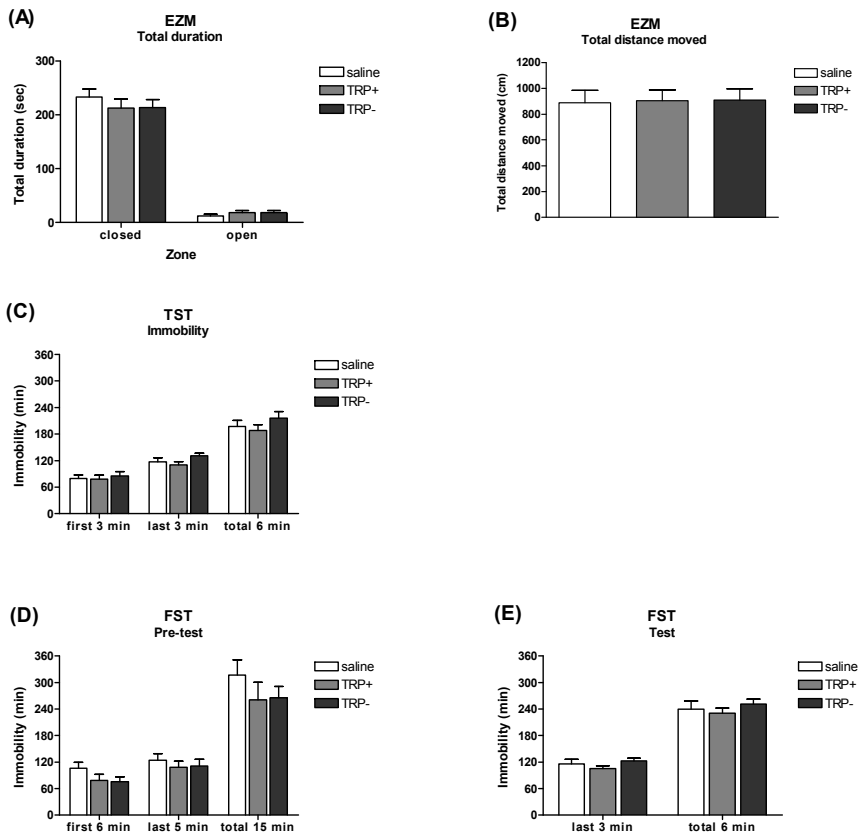 (A)
EZM
Total duration
300
200
100
0
Total duration (sec)
closed
open
Zone
saline
TRP+
TRP-
(B)
EZM
Total distance moved
1200
1000
800
600
400
200
0
Total distance moved (cm)
saline
TRP+
TRP-
(C)
TST
Immobility
360
300
240
180
120
60
0
Immobility (min)
first 3 min
last 3 min
total 6 min
saline
TRP+
TRP-
(D)
FST
Pre-test
360
300
240
180
120
60
0
Immobility (min)
first 6 min
last 5 min
total 15 min
saline
TRP+
TRP-
(E)
FST
Test
360
300
240
180
120
60
0
Immobility (min)
last 3 min
total 6 min
saline
TRP+
TRP-